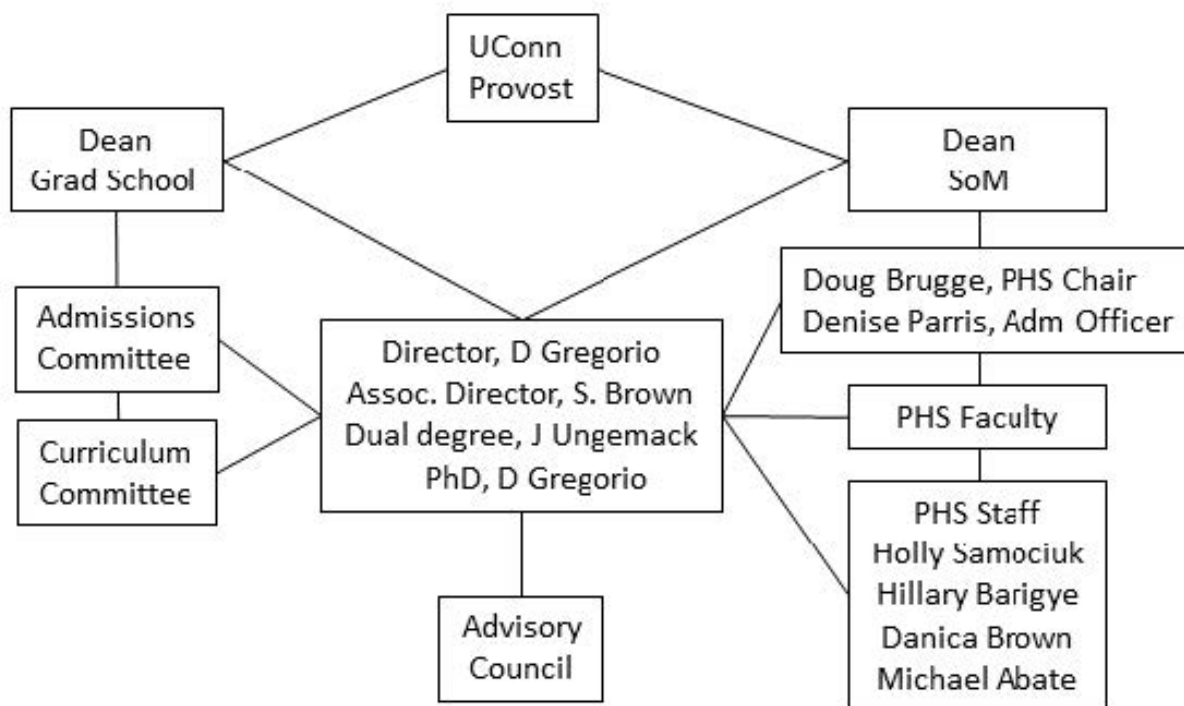 UConn
Provost
Dean
Grad School
Dean
SoM
Admissions
Committee
Curriculum
Committee
Director, D Gregorio
Assoc. Director, S. Brown
Dual degree, J Ungemack
PhD, D Gregorio
Doug Brugge, PHS Chair
Denise Parris, Adm Officer
PHS Faculty
PHS Staff
Holly Samociuk
Hillary Barigye
Danica Brown
Michael Abate
Advisory
Council